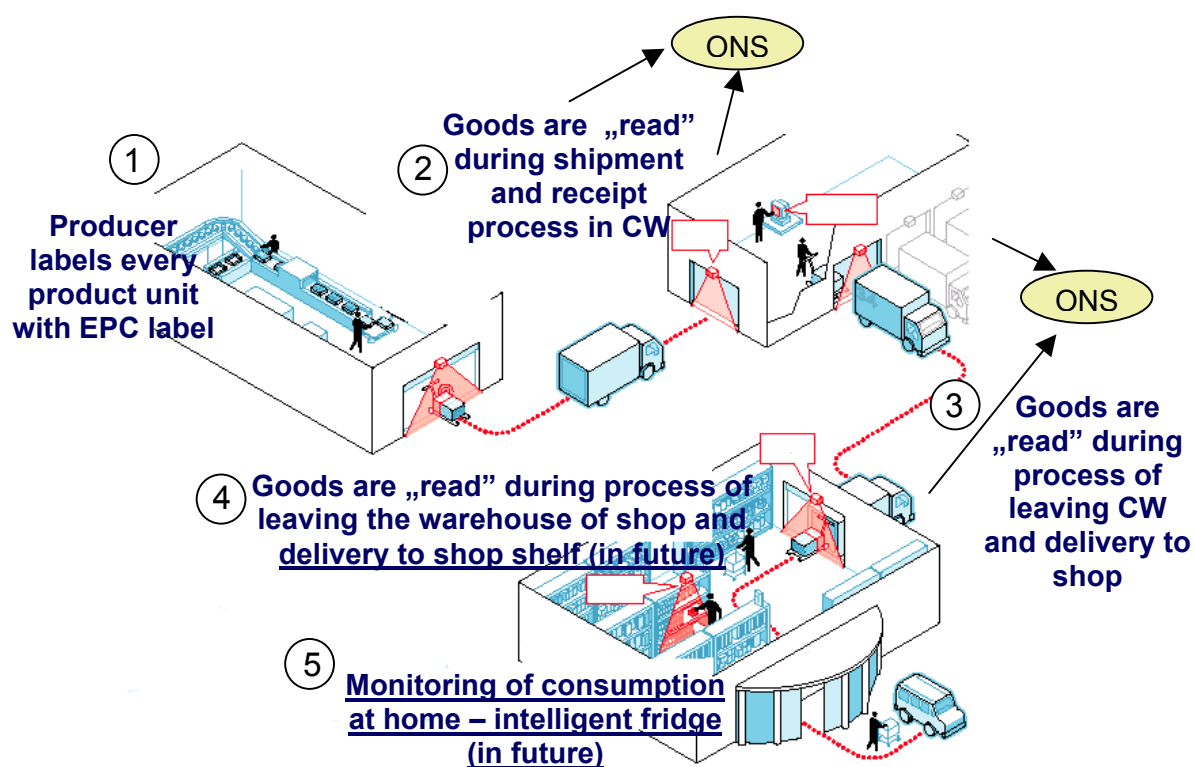 ONS
1
Producer
labels every
product unit
with EPC label
2
Goods are „read”
during shipment
and receipt
process in CW
ONS
3
Goods are
„read” during
process of
leaving CW
and delivery to
shop
4
Goods are „read” during process of
leaving the warehouse of shop and
delivery to shop shelf (in future)
5
Monitoring of consumption
at home – intelligent fridge
(in future)